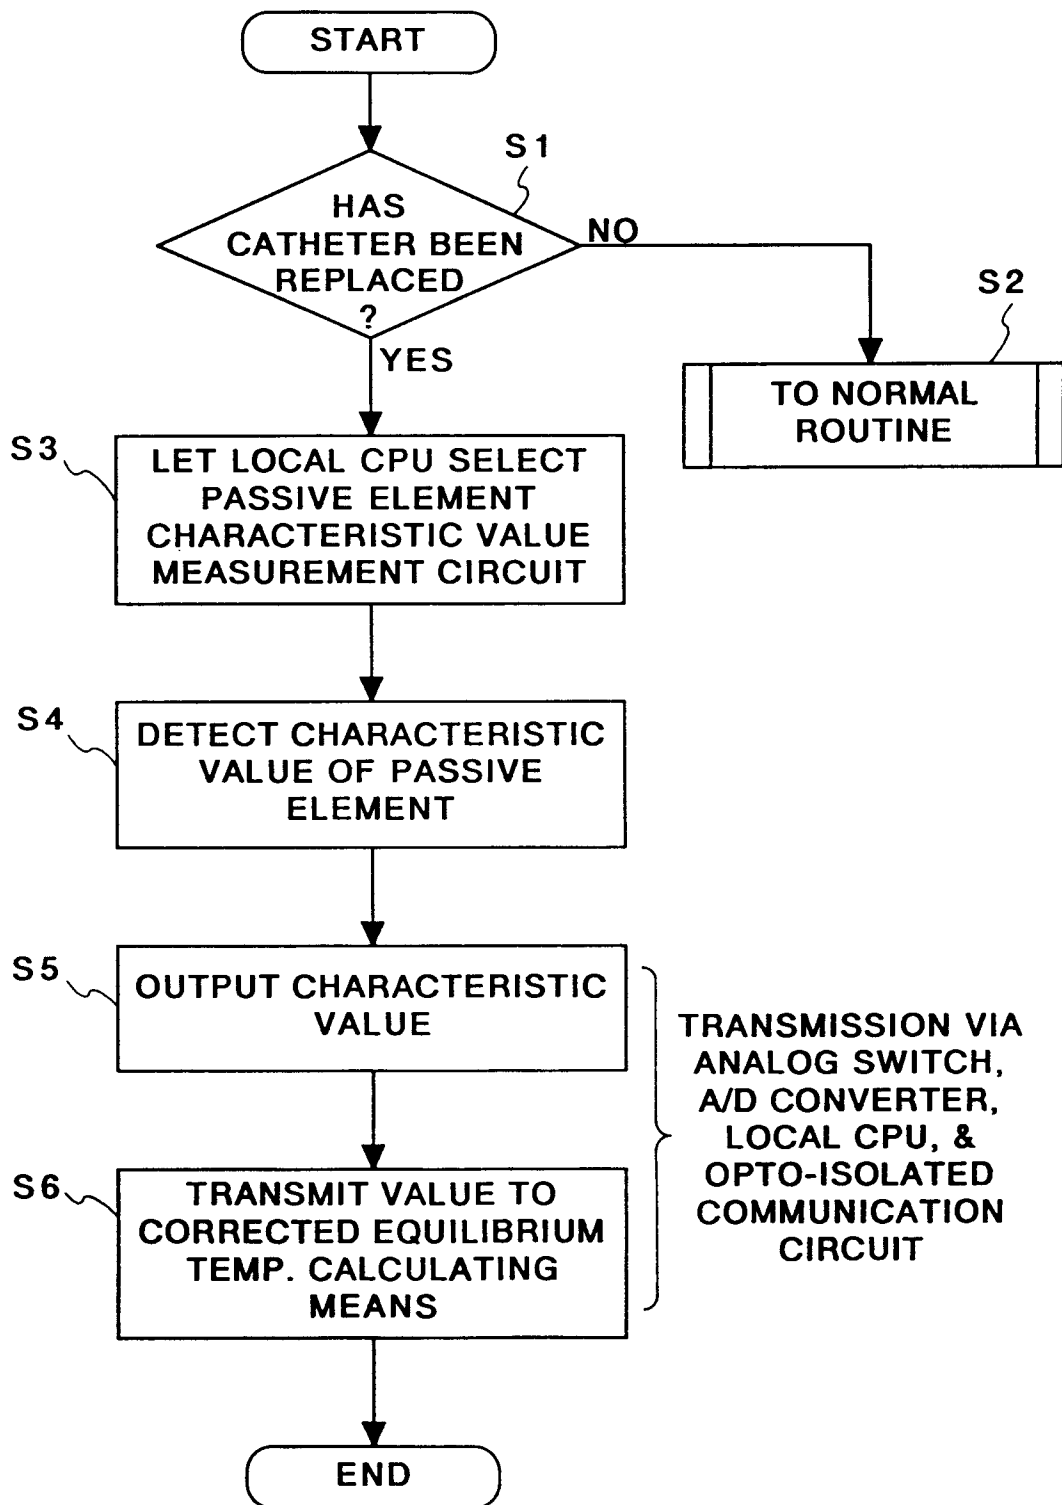 START
S1
HAS
CATHETER BEEN
REPLACED
?
NO
YES
S2
TO NORMAL
ROUTINE
S3
LET LOCAL CPU SELECT
PASSIVE ELEMENT
CHARACTERISTIC VALUE
MEASUREMENT CIRCUIT
S4
DETECT CHARACTERISTIC
VALUE OF PASSIVE
ELEMENT
S5
OUTPUT CHARACTERISTIC
VALUE
S6
TRANSMIT VALUE TO
CORRECTED EQUILIBRIUM
TEMP. CALCULATING
MEANS
TRANSMISSION VIA
ANALOG SWITCH,
A/D CONVERTER,
LOCAL CPU, &
OPTO-ISOLATED
COMMUNICATION
CIRCUIT
END